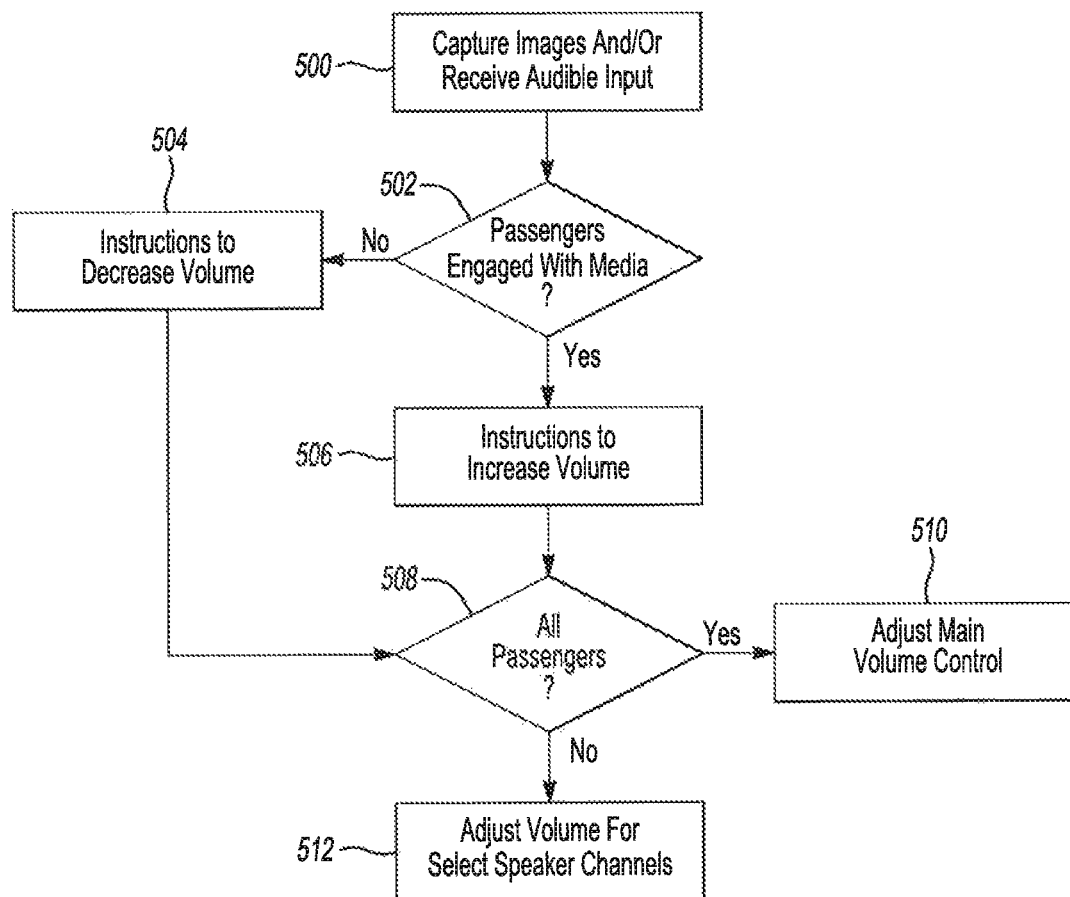 500
Capture Images And/Or
Receive Audible Input
504
502
Instructions to
Decrease Volume
No
Passengers
Engaged With Media
?
Yes
506
Instructions to
Increase Volume
508
510
All
Passengers
?
Yes
Adjust Main
Volume Control
No
512
Adjust Volume For
Select Speaker Channels